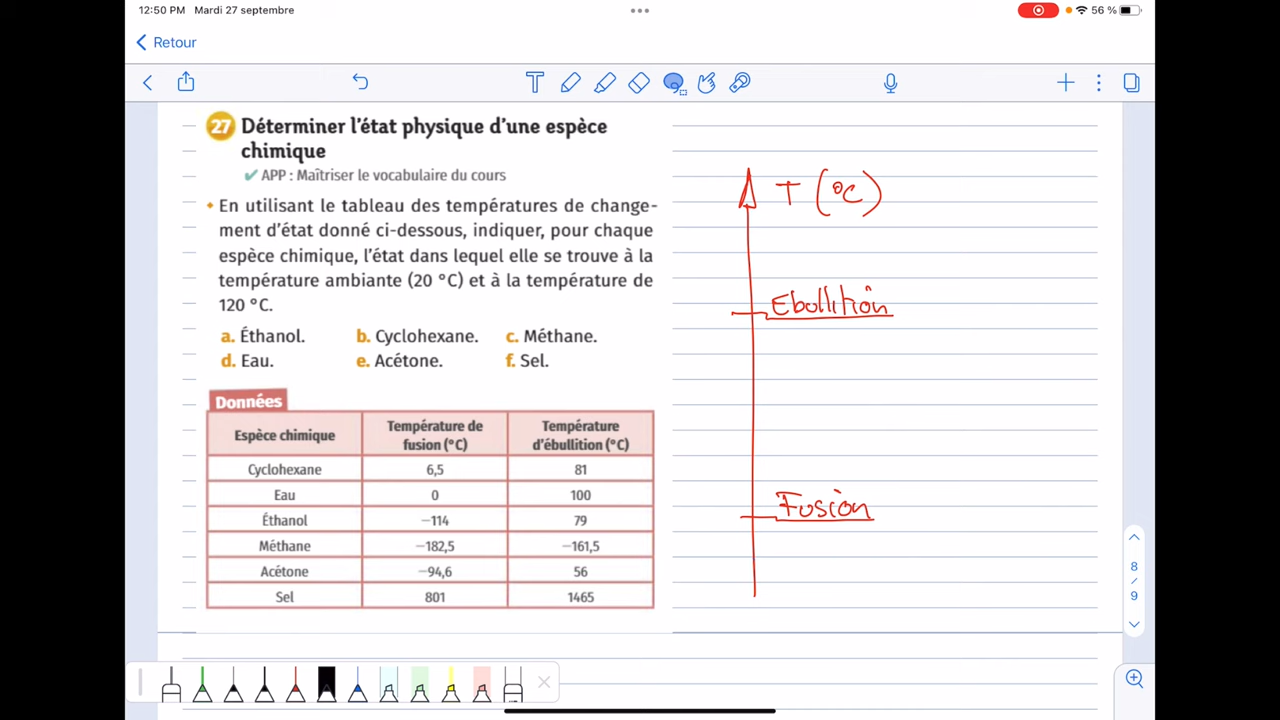 12:50 PM Mardi 27 septembre
56 %
Retour
27 Déterminer l'état physique d'une espèce
chimique
✓ APP : Maîtriser le vocabulaire du cours
• En utilisant le tableau des températures de change-
ment d'état donné ci-dessous, indiquer, pour chaque
espèce chimique, l'état dans lequel elle se trouve à la
température ambiante (20 °C) et à la température de
120 °C.
a. Éthanol. b. Cyclohexane. c. Méthane.
d. Eau. e. Acétone. f. Sel.
Données
Espèce chimique Température de fusion (°C) Température d'ébullition (°C)
Cyclohexane 6,5 81
Eau 0 100
Éthanol −114 79
Méthane −182,5 −161,5
Acétone −94,6 56
Sel 801 1465
T (°C)
Ebullition
Fusion
8
/
9